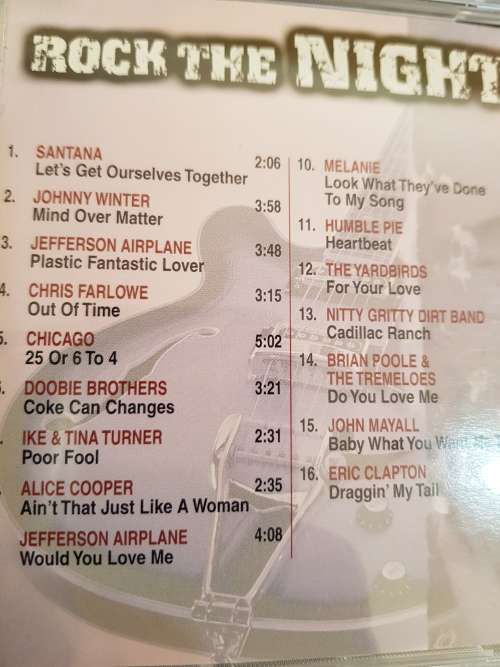 ROCK THE NIGHT
1. SANTANA 2:06
Let's Get Ourselves Together
2. JOHNNY WINTER 3:58
Mind Over Matter
3. JEFFERSON AIRPLANE 3:48
Plastic Fantastic Lover
4. CHRIS FARLOWE 3:15
Out Of Time
5. CHICAGO 5:02
25 Or 6 To 4
DOOBIE BROTHERS 3:21
Coke Can Changes
IKE & TINA TURNER 2:31
Poor Fool
ALICE COOPER 2:35
Ain't That Just Like A Woman
JEFFERSON AIRPLANE 4:08
Would You Love Me
10. MELANIE
Look What They've Done
To My Song
11. HUMBLE PIE
Heartbeat
12. THE YARDBIRDS
For Your Love
13. NITTY GRITTY DIRT BAND
Cadillac Ranch
14. BRIAN POOLE &
THE TREMELOES
Do You Love Me
15. JOHN MAYALL
Baby What You Want Me
16. ERIC CLAPTON
Draggin' My Tail